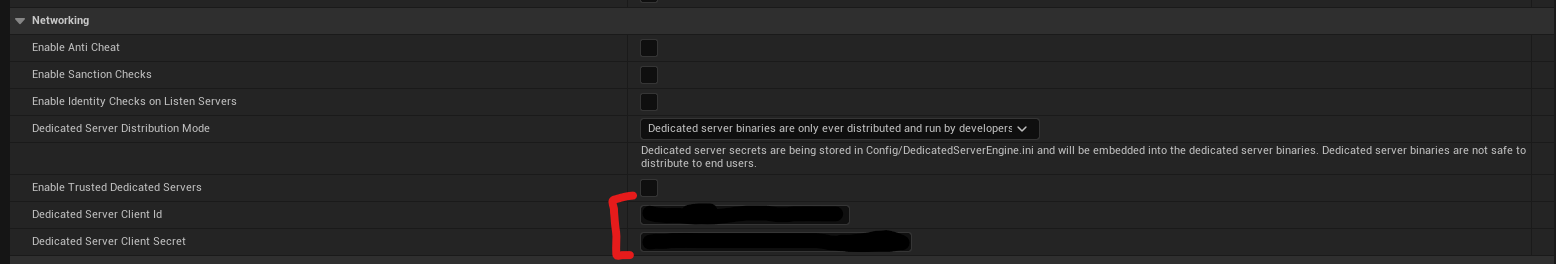 Networking
Enable Anti Cheat
Enable Sanction Checks
Enable Identity Checks on Listen Servers
Dedicated Server Distribution Mode
Dedicated server binaries are only ever distributed and run by developers
Dedicated server secrets are being stored in Config/DedicatedServerEngine.ini and will be embedded into the dedicated server binaries. Dedicated server binaries are not safe to
distribute to end users.
Enable Trusted Dedicated Servers
Dedicated Server Client Id
Dedicated Server Client Secret